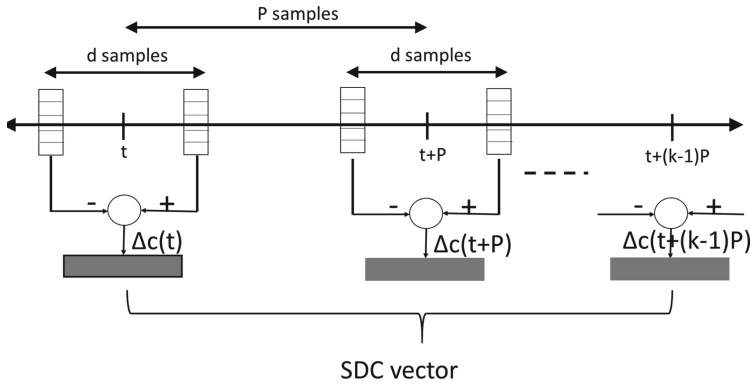 P samples
d samples
d samples
t
t+P
t+(k-1)P
- +
- +
- +
Δc(t)
Δc(t+P)
Δc(t+(k-1)P)
SDC vector